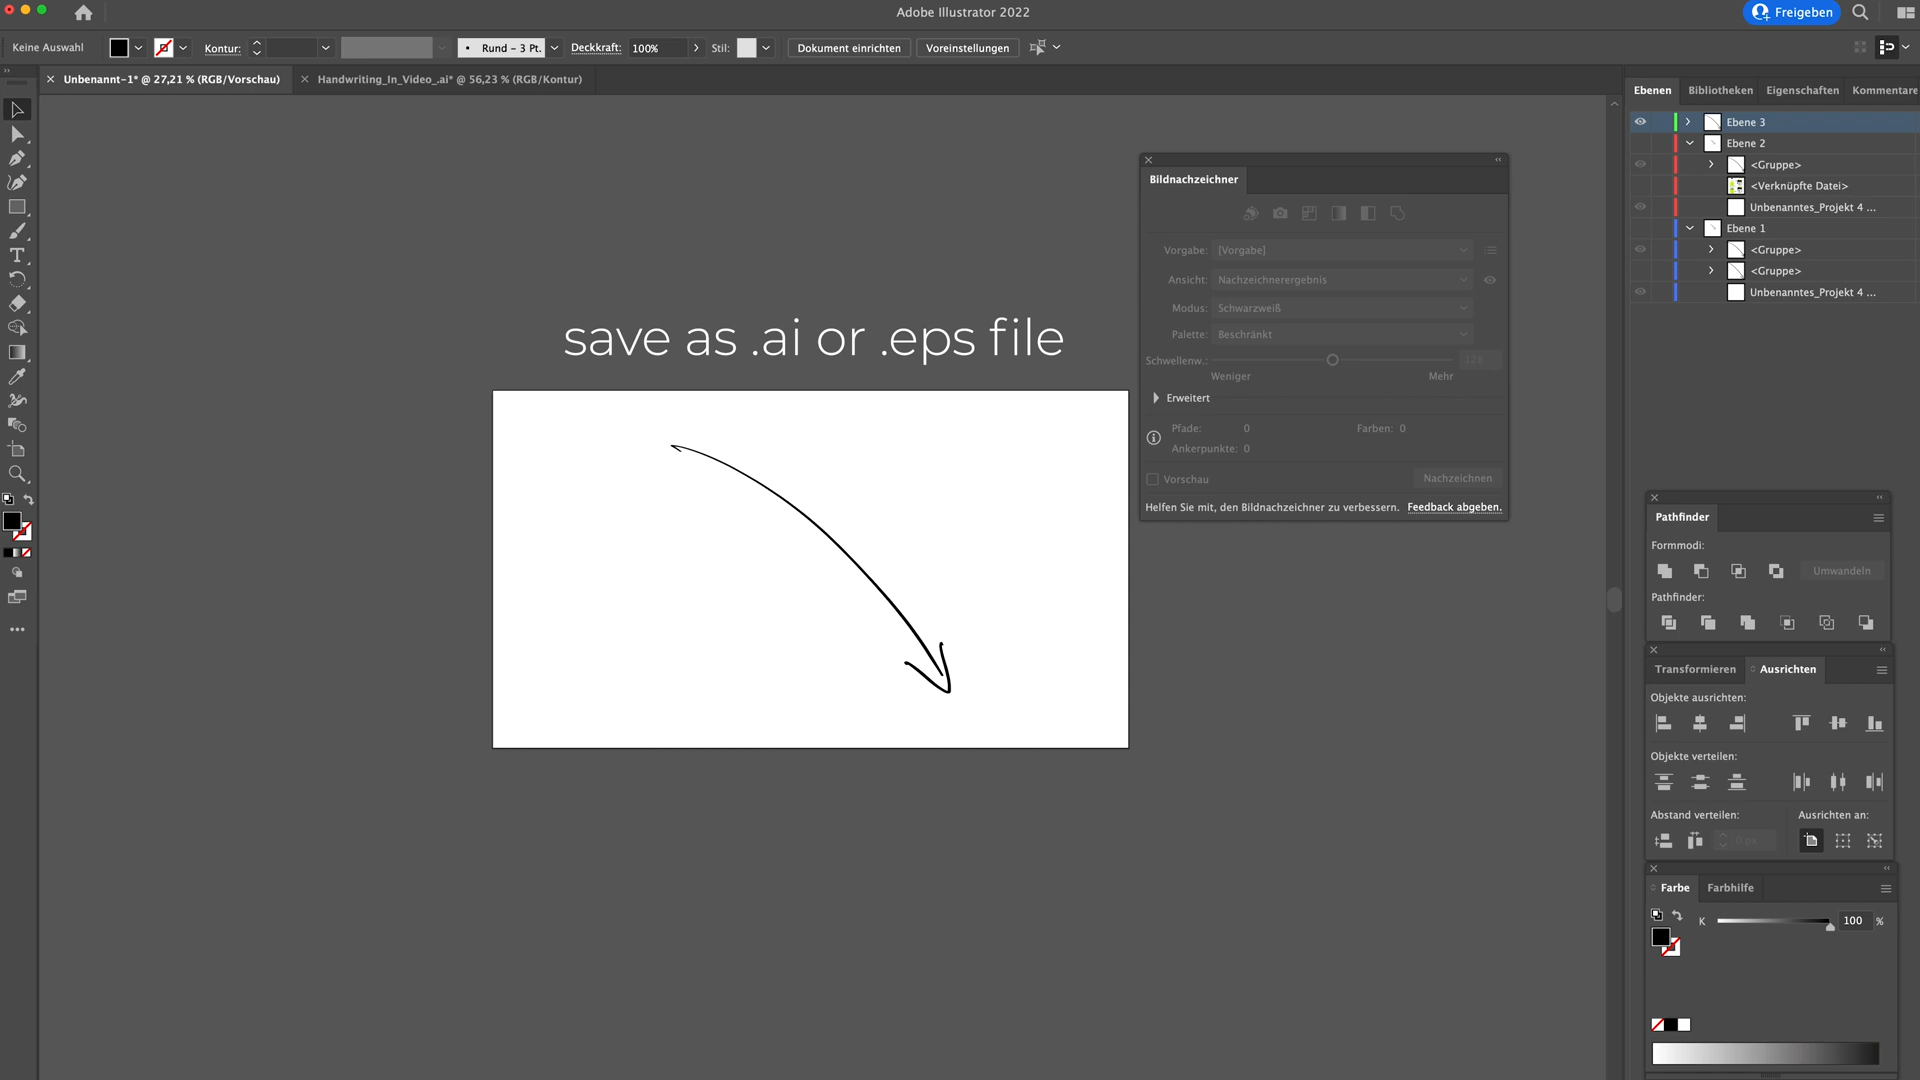 Adobe Illustrator 2022
Freigeben
Keine Auswahl
Kontur:
Rund - 3 Pt.
Deckkraft:
100%
Stil:
Dokument einrichten
Voreinstellungen
Unbenannt-1* @ 27,21 % (RGB/Vorschau)
Handwriting_In_Video_.ai* @ 56,23 % (RGB/Kontur)
Ebenen
Bibliotheken
Eigenschaften
Kommentare
Ebene 3
Ebene 2
<Gruppe>
<Verknüpfte Datei>
Unbenanntes_Projekt 4 ...
Ebene 1
<Gruppe>
<Gruppe>
Unbenanntes_Projekt 4 ...
Bildnachzeichner
Vorgabe: [Vorgabe]
Ansicht: Nachzeichnerergebnis
Modus: Schwarzweiß
Palette: Beschränkt
Schwellenw.: 128
Weniger Mehr
Erweitert
Pfade: 0 Farben: 0
Ankerpunkte: 0
Vorschau
Nachzeichnen
Helfen Sie mit, den Bildnachzeichner zu verbessern. Feedback abgeben.
save as .ai or .eps file
Pathfinder
Formmodi:
Umwandeln
Pathfinder:
Transformieren
Ausrichten
Objekte ausrichten:
Objekte verteilen:
Abstand verteilen:
Ausrichten an:
0 px
Farbe
Farbhilfe
K 100 %